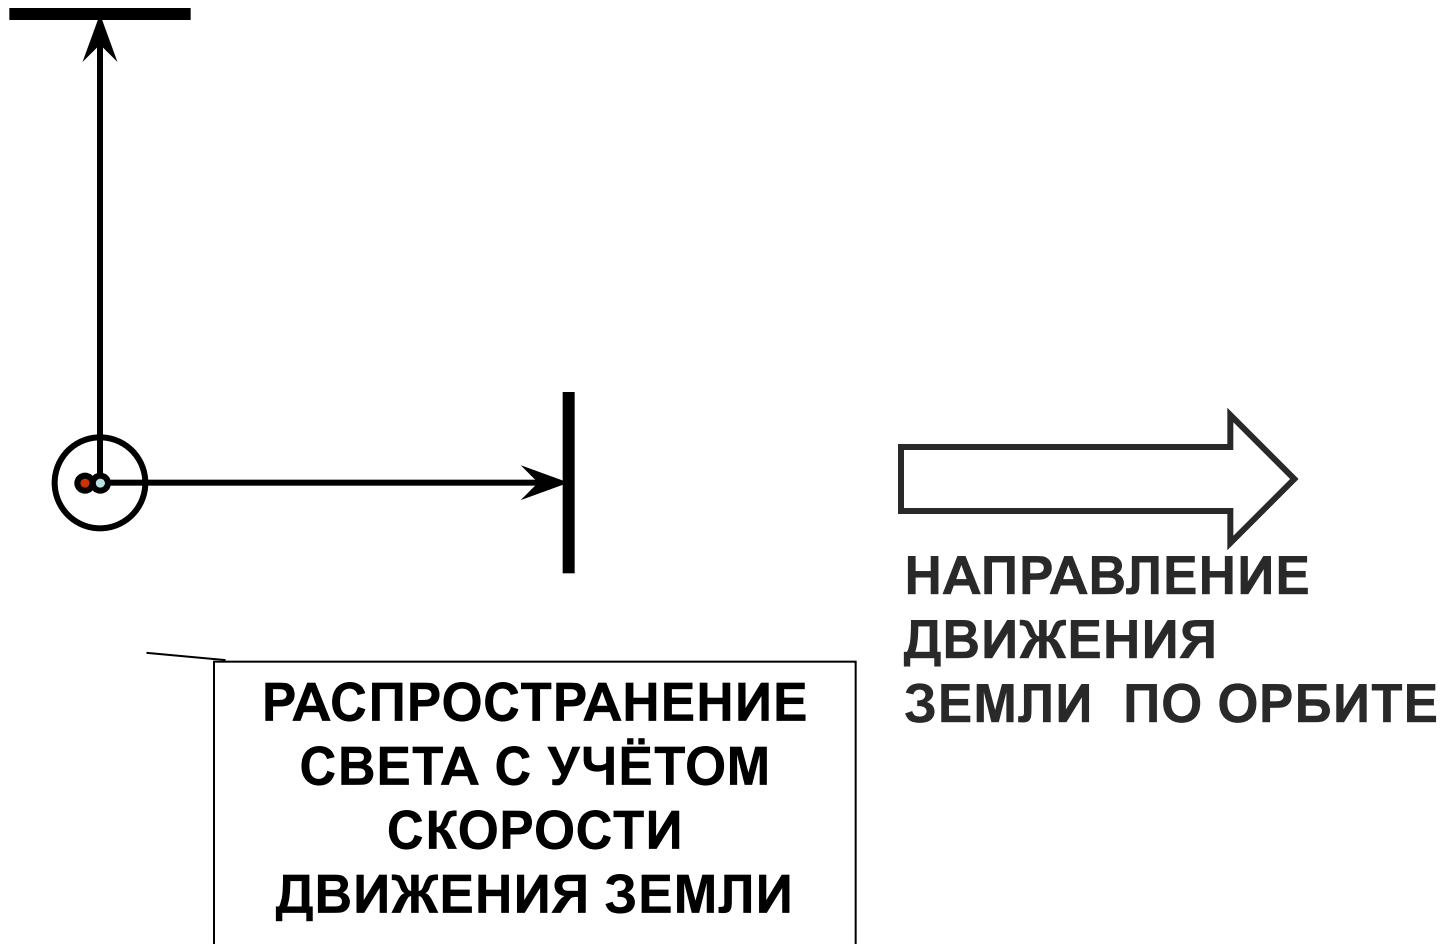 НАПРАВЛЕНИЕ
ДВИЖЕНИЯ
ЗЕМЛИ ПО ОРБИТЕ
РАСПРОСТРАНЕНИЕ
СВЕТА С УЧЁТОМ
СКОРОСТИ
ДВИЖЕНИЯ ЗЕМЛИ